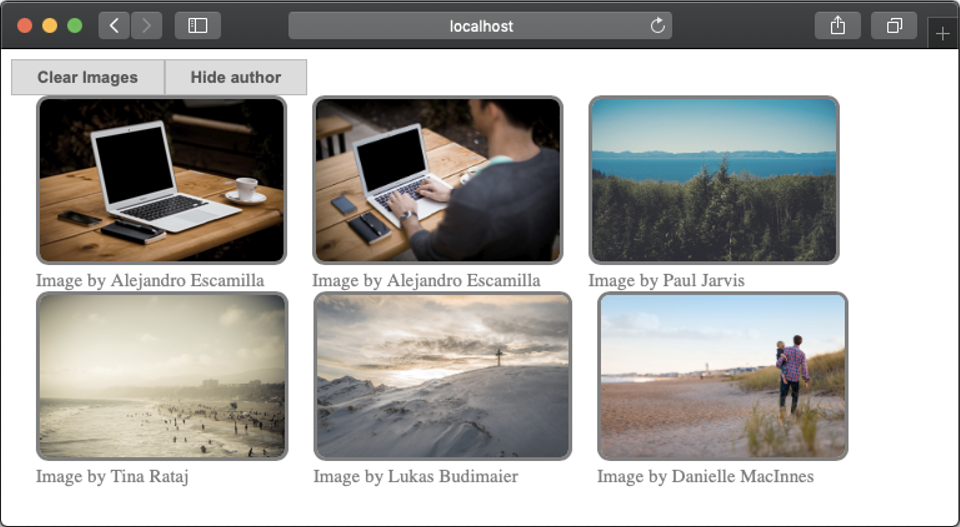 localhost
Clear Images
Hide author
Image by Alejandro Escamilla
Image by Alejandro Escamilla
Image by Paul Jarvis
Image by Tina Rataj
Image by Lukas Budimaier
Image by Danielle MacInnes